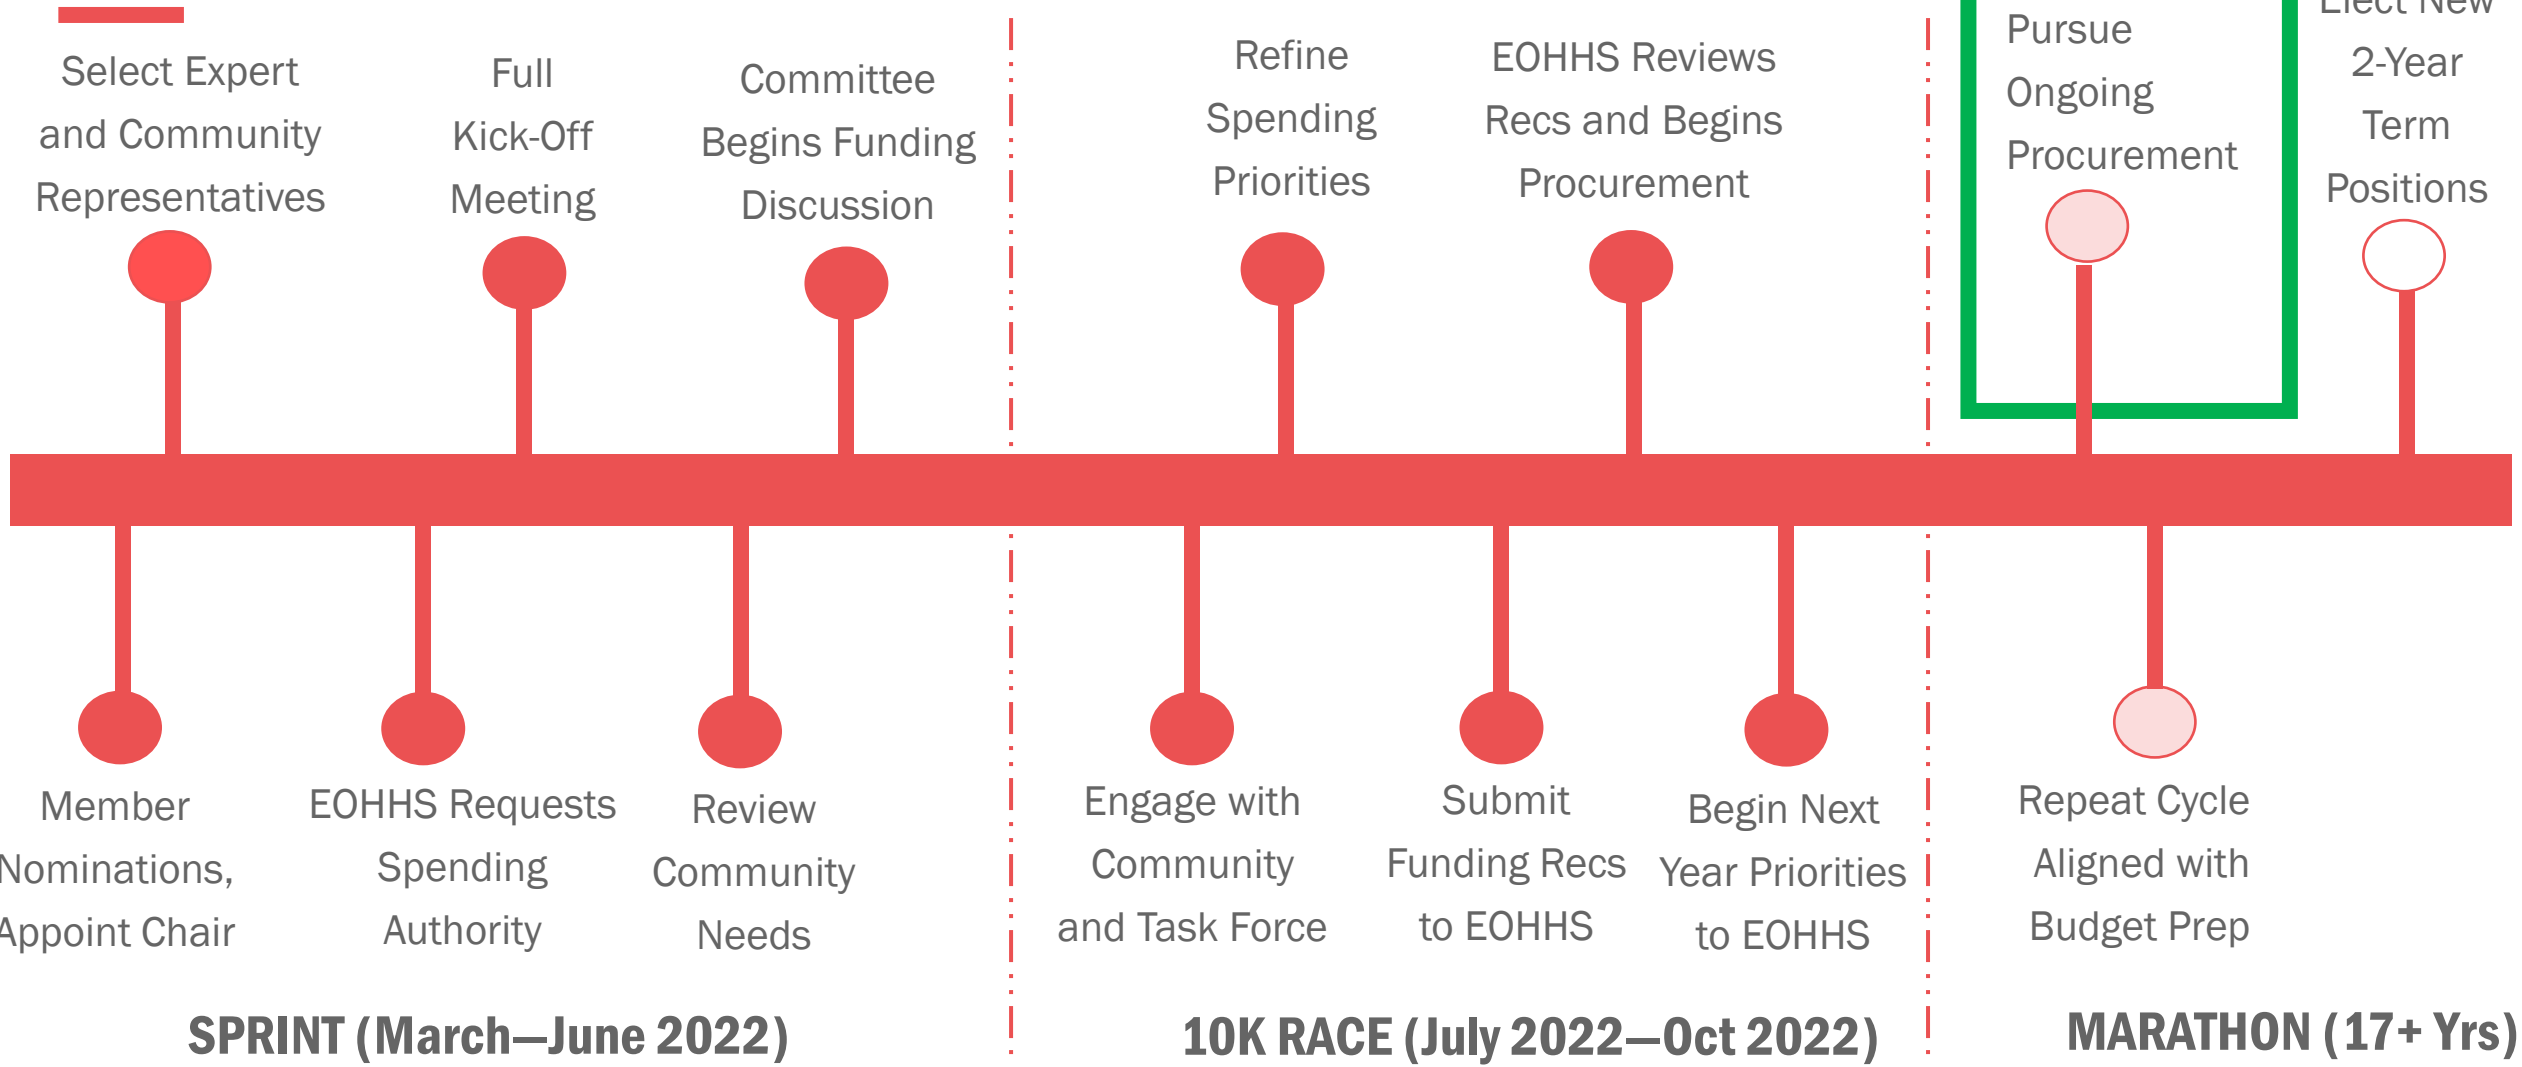 Select Expert
and Community
Representatives
Full
Kick-Off
Meeting
Committee
Begins Funding
Discussion
Refine
Spending
Priorities
EOHHS Reviews
Recs and Begins
Procurement
Pursue
Ongoing
Procurement
Elect New
2-Year
Term
Positions
Member
Nominations,
Appoint Chair
EOHHS Requests
Spending
Authority
Review
Community
Needs
Engage with
Community
and Task Force
Submit
Funding Recs
to EOHHS
Begin Next
Year Priorities
to EOHHS
Repeat Cycle
Aligned with
Budget Prep
SPRINT (March—June 2022)
10K RACE (July 2022—Oct 2022)
MARATHON (17+ Yrs)